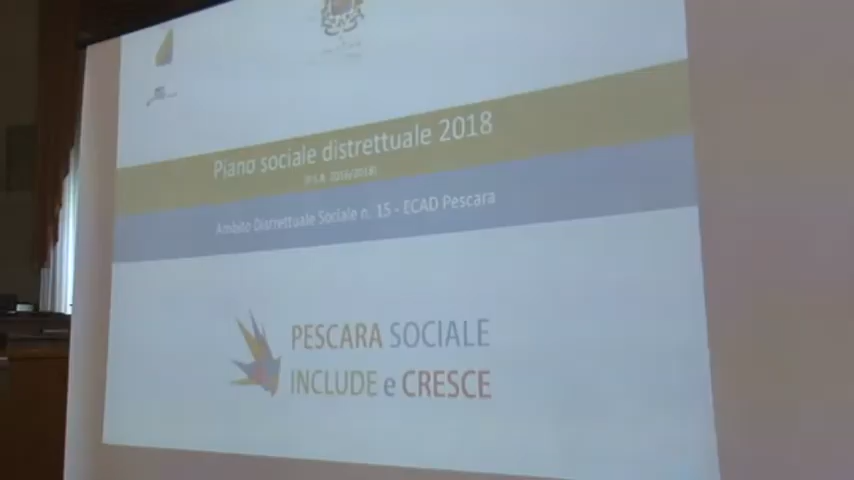 Piano sociale distrettuale 2018
Ambito Distrettuale Sociale n. 15 - ECAD Pescara
PESCARA SOCIALE
INCLUDE e CRESCE